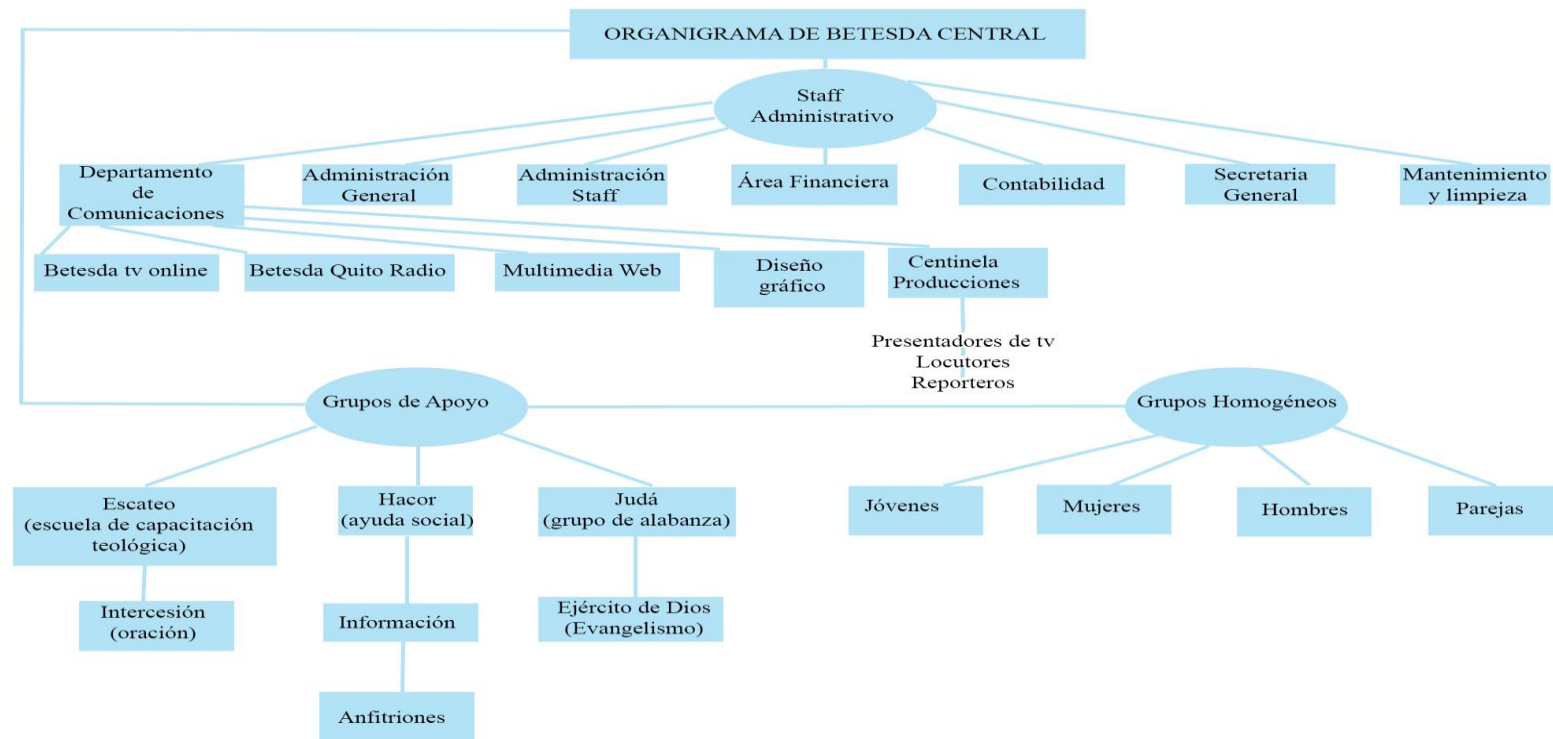 ORGANIGRAMA DE BETESDA CENTRAL
Staff
Administrativo
Departamento
de
Comunicaciones
Administración
General
Administración
Staff
Área Financiera
Contabilidad
Secretaria
General
Mantenimiento
y limpieza
Betesda tv online
Betesda Quito Radio
Multimedia Web
Diseño
gráfico
Centinela
Producciones
Presentadores de tv
Locutores
Reporteros
Grupos de Apoyo
Grupos Homogéneos
Escateo
(escuela de capacitación
teológica)
Hacor
(ayuda social)
Judá
(grupo de alabanza)
Jóvenes
Mujeres
Hombres
Parejas
Intercesión
(oración)
Información
Ejército de Dios
(Evangelismo)
Anfitriones